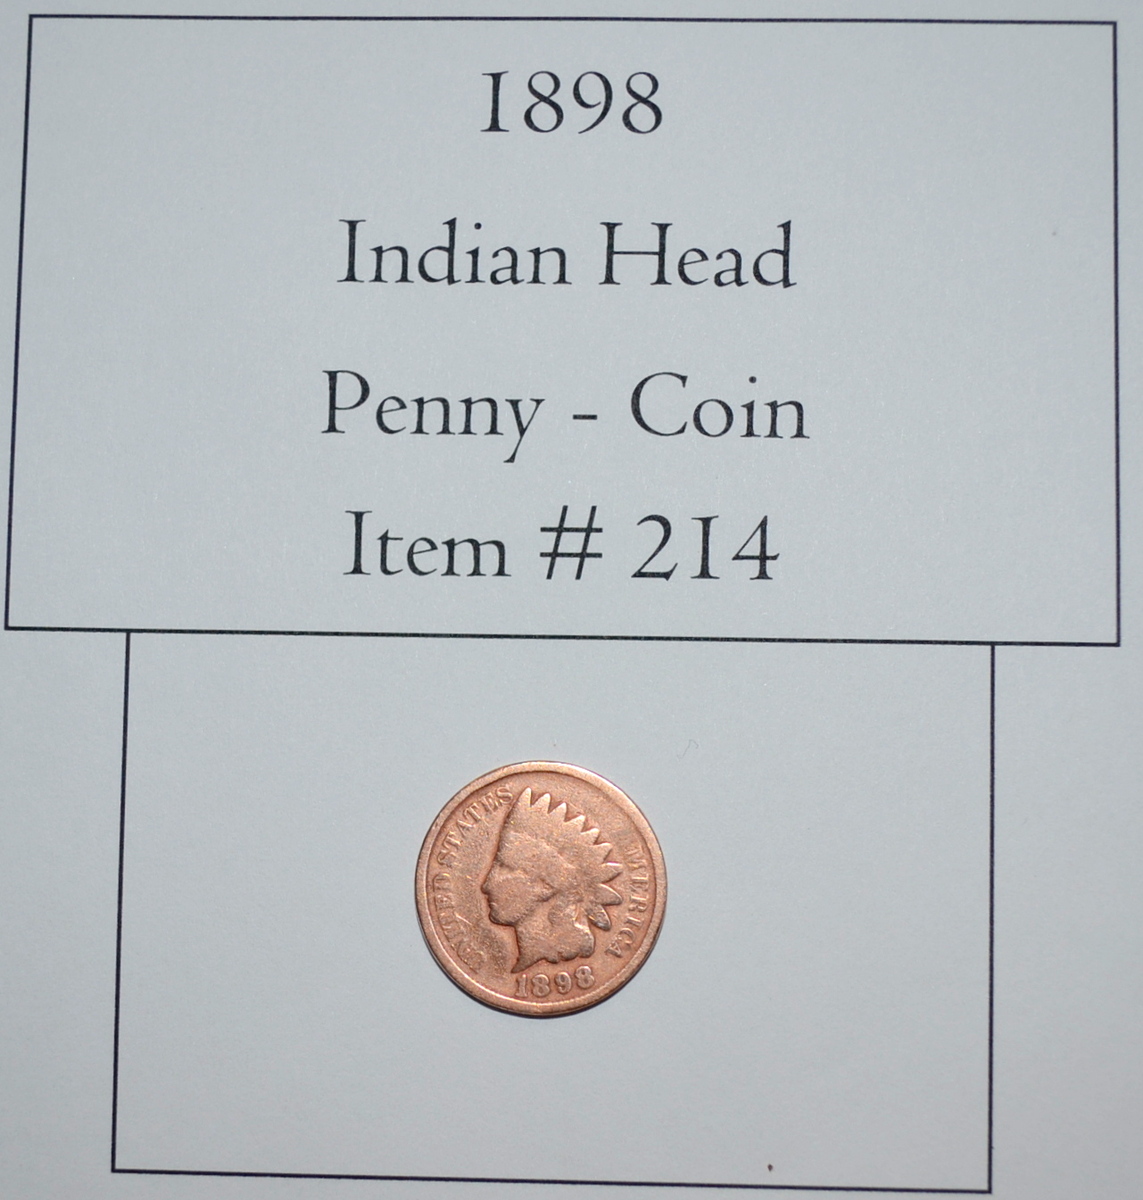 1898
Indian Head
Penny - Coin
Item # 214
UNITED STATES
AMERICA
1898